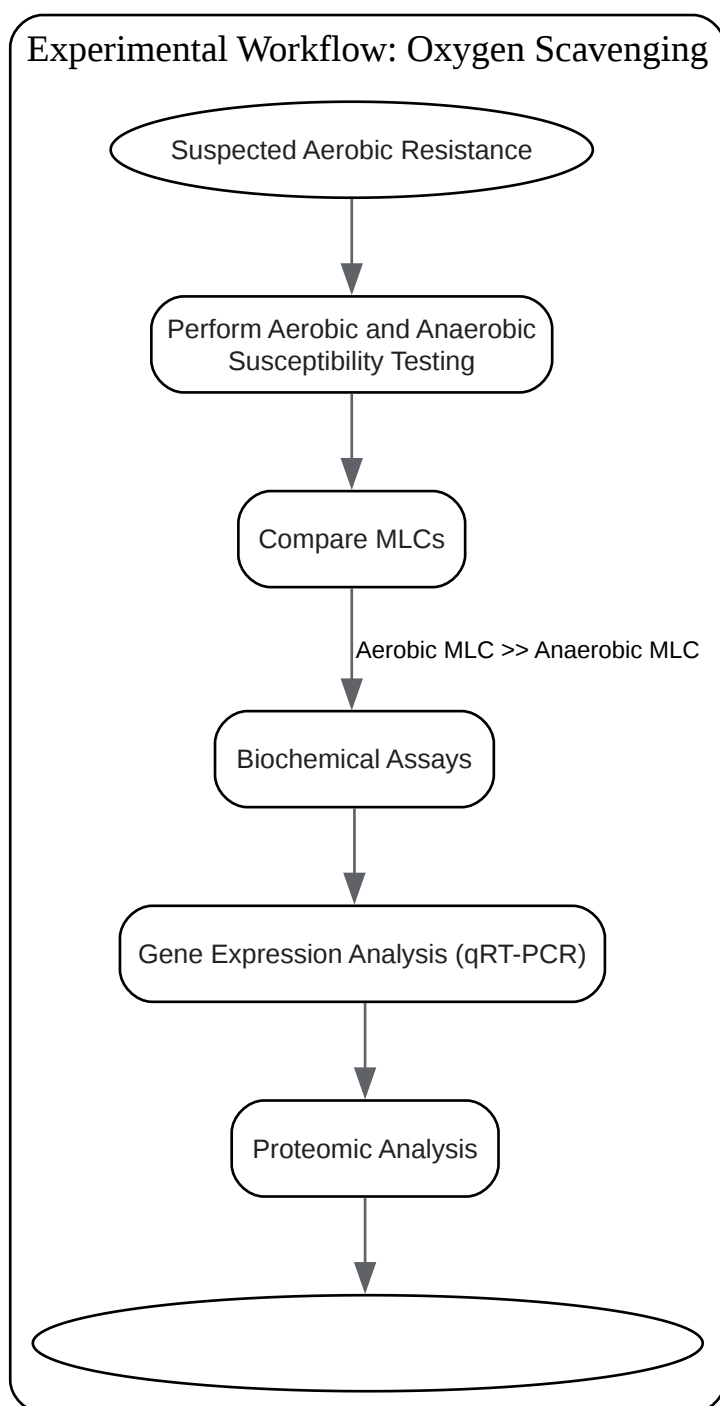 Experimental Workflow: Oxygen Scavenging
Suspected Aerobic Resistance
Perform Aerobic and Anaerobic
Susceptibility Testing
Compare MLCs
Aerobic MLC >> Anaerobic MLC
Biochemical Assays
Gene Expression Analysis (qRT-PCR)
Proteomic Analysis